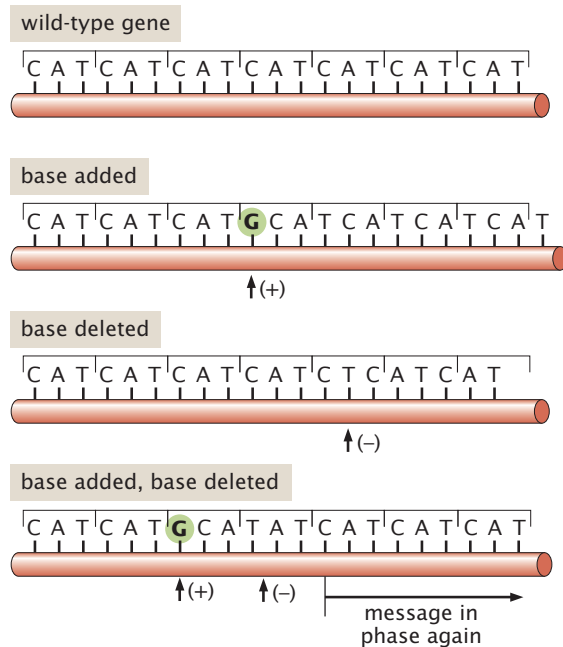 wild-type gene
C A T C A T C A T C A T C A T C A T C A T
base added
C A T C A T C A T G C A T C A T C A T C A T
(+)
base deleted
C A T C A T C A T C A T C T C A T C A T
(–)
base added, base deleted
C A T C A T G C A T A T C A T C A T C A T
(+) (–)
message in
phase again